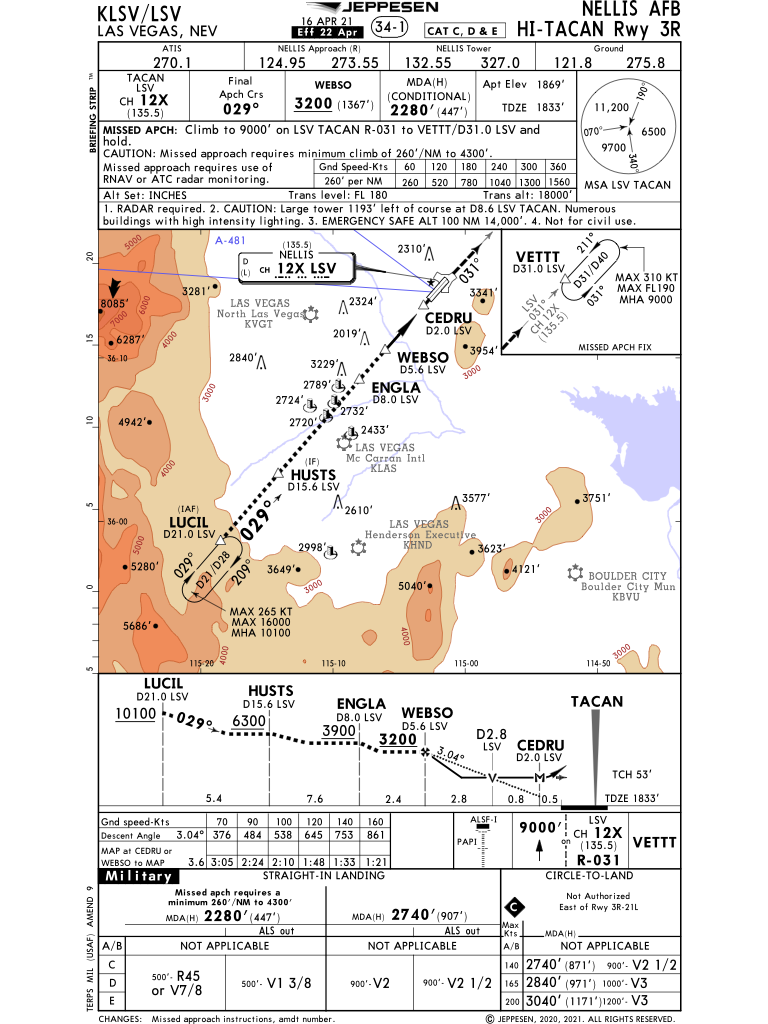 KLSV/LSV
LAS VEGAS, NEV
JEPPESEN
16 APR 21
Eff 22 Apr
34-1
CAT C, D & E
NELLIS AFB
HI-TACAN Rwy 3R
ATIS
270.1
NELLIS Approach (R)
124.95 273.55
NELLIS Tower
132.55 327.0
Ground
121.8 275.8
BRIEFING STRIP ™
TACAN
LSV
CH 12X
(135.5)
Final
Apch Crs
029°
WEBSO
3200 (1367')
MDA(H)
(CONDITIONAL)
2280' (447')
Apt Elev 1869'
TDZE 1833'
190°
11,200
070°
6500
9700
340°
MSA LSV TACAN
MISSED APCH: Climb to 9000' on LSV TACAN R-031 to VETTT/D31.0 LSV and
hold.
CAUTION: Missed approach requires minimum climb of 260'/NM to 4300'.
Missed approach requires use of
RNAV or ATC radar monitoring.
Gnd Speed-Kts 60 120 180 240 300 360
260' per NM 260 520 780 1040 1300 1560
Alt Set: INCHES Trans level: FL 180 Trans alt: 18000'
1. RADAR required. 2. CAUTION: Large tower 1193' left of course at D8.6 LSV TACAN. Numerous
buildings with high intensity lighting. 3. EMERGENCY SAFE ALT 100 NM 14,000'. 4. Not for civil use.
20
15
10
5
0
5
5000
A-481
(135.5)
NELLIS
D
(L)
CH 12X LSV
2310'
031°
VETTT
D31.0 LSV
211°
D31/D40
031°
MAX 310 KT
MAX FL190
MHA 9000
LSV
031°
CH 12X
(135.5)
MISSED APCH FIX
8085'
7000
6000
6287'
36-10
4000
3281'
LAS VEGAS
North Las Vegas
KVGT
2324'
3341'
CEDRU
D2.0 LSV
2019'
3954'
3000
WEBSO
D5.6 LSV
2840'
3229'
2789'
ENGLA
D8.0 LSV
3000
2724'
2732'
2720'
4942'
2433'
LAS VEGAS
Mc Carran Intl
KLAS
4000
(IF)
HUSTS
D15.6 LSV
029°
(IAF)
LUCIL
D21.0 LSV
36-00
5000
2610'
3577'
3751'
3000
LAS VEGAS
Henderson Executive
KHND
2998'
3623'
029°
D21/D28
209°
5280'
3649'
3000
4121'
5040'
BOULDER CITY
Boulder City Mun
KBVU
MAX 265 KT
MAX 16000
MHA 10100
5686'
4000
4000
3000
115-20
115-10
115-00
114-50
LUCIL
D21.0 LSV
HUSTS
D15.6 LSV
ENGLA
D8.0 LSV
WEBSO
D5.6 LSV
TACAN
10100
029°
6300
3900
3200
3.04°
D2.8
LSV
CEDRU
D2.0 LSV
V
M
TCH 53'
TDZE 1833'
5.4 7.6 2.4 2.8 0.8 0.5
Gnd speed-Kts 70 90 100 120 140 160
Descent Angle 3.04° 376 484 538 645 753 861
MAP at CEDRU or
WEBSO to MAP 3.6 3:05 2:24 2:10 1:48 1:33 1:21
ALSF-I
PAPI
9000'
on
LSV
CH 12X
(135.5)
R-031
VETTT
TERPS MIL (USAF) AMEND 9
Military
STRAIGHT-IN LANDING
CIRCLE-TO-LAND
Missed apch requires a
minimum 260'/NM to 4300'
MDA(H) 2280' (447')
ALS out
MDA(H) 2740' (907')
ALS out
C
Not Authorized
East of Rwy 3R-21L
Max
Kts
MDA(H)
A/B NOT APPLICABLE NOT APPLICABLE A/B NOT APPLICABLE
C
D
E
500'- R45
or V7/8
500'- V1 3/8
900'- V2
900'- V2 1/2
140 2740' (871') 900'- V2 1/2
165 2840' (971') 1000'- V3
200 3040' (1171') 1200'- V3
CHANGES: Missed approach instructions, amdt number.
© JEPPESEN, 2020, 2021. ALL RIGHTS RESERVED.